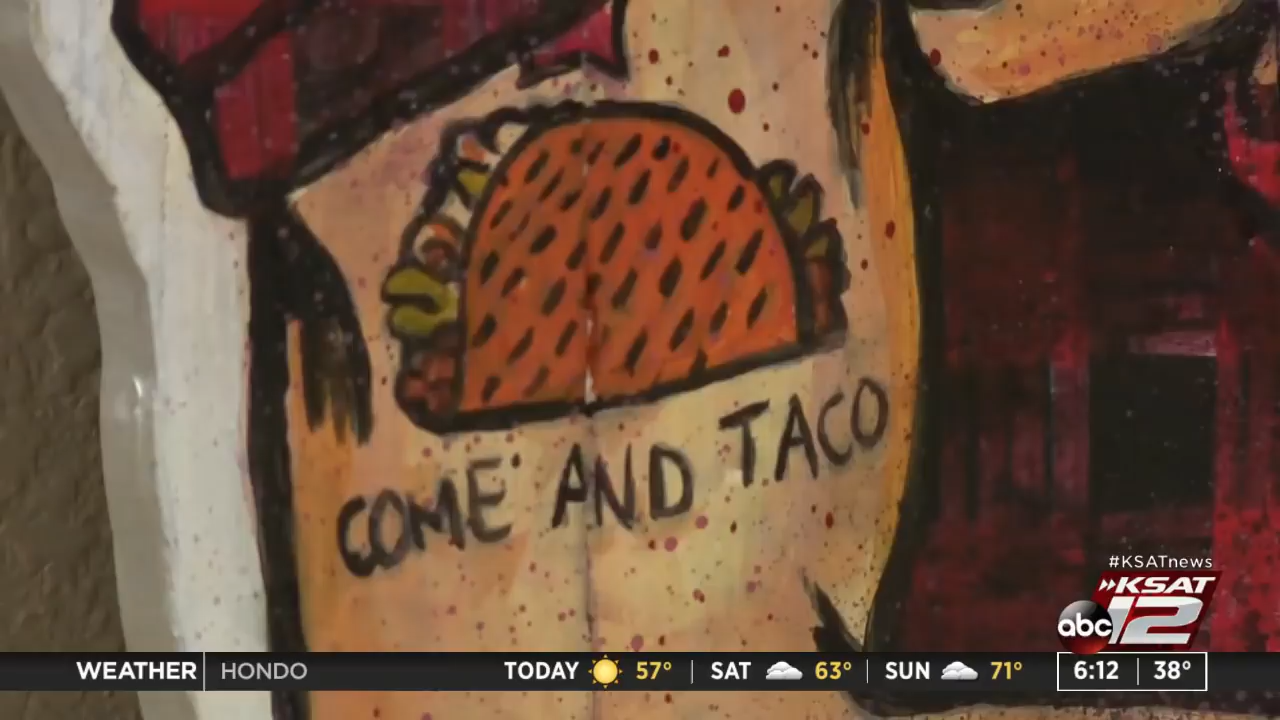 COME AND TACO
#KSATnews
KSAT
abc 12
WEATHER HONDO TODAY 57° SAT 63° SUN 71° 6:12 38°